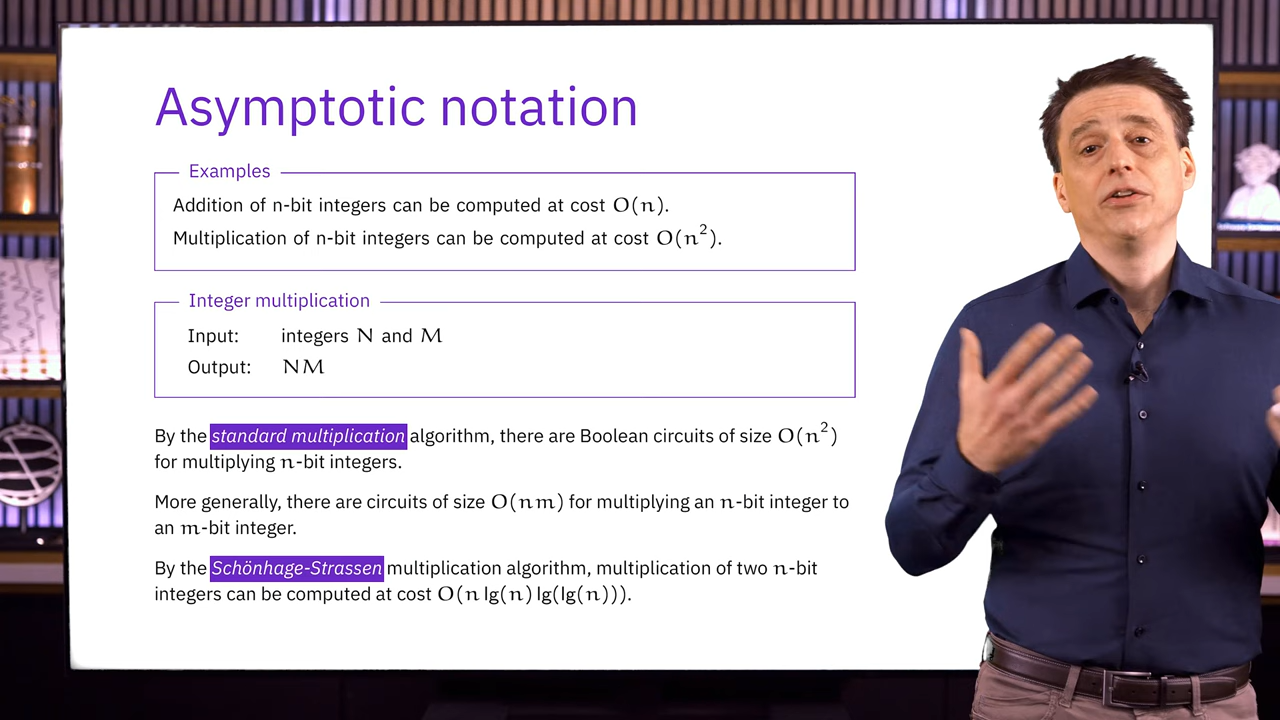 Asymptotic notation
Examples
Addition of n-bit integers can be computed at cost O(n).
Multiplication of n-bit integers can be computed at cost O(n²).
Integer multiplication
Input: integers N and M
Output: NM
By the standard multiplication algorithm, there are Boolean circuits of size O(n²)
for multiplying n-bit integers.
More generally, there are circuits of size O(nm) for multiplying an n-bit integer to
an m-bit integer.
By the Schönhage-Strassen multiplication algorithm, multiplication of two n-bit
integers can be computed at cost O(n lg(n) lg(lg(n))).